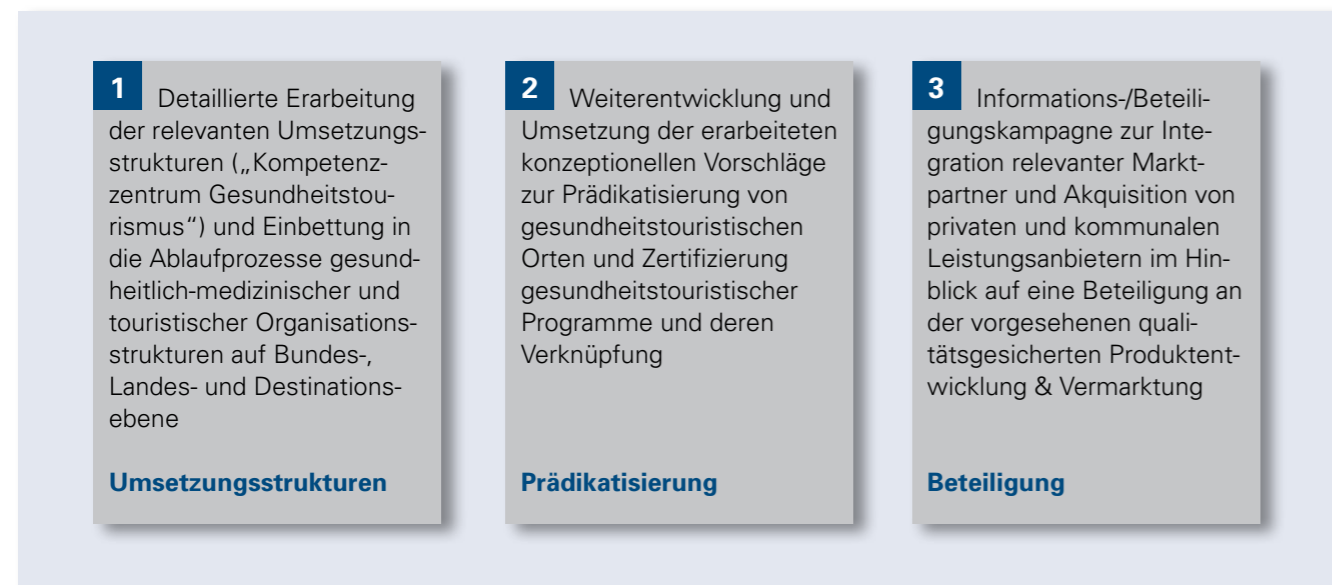 1 Detaillierte Erarbeitung
der relevanten Umsetzungs-
strukturen („Kompetenz-
zentrum Gesundheitstou-
rismus“) und Einbettung in
die Ablaufprozesse gesund-
heitlich-medizinischer und
touristischer Organisations-
strukturen auf Bundes-,
Landes- und Destinations-
ebene
Umsetzungsstrukturen
2 Weiterentwicklung und
Umsetzung der erarbeiteten
konzeptionellen Vorschläge
zur Prädikatisierung von
gesundheitstouristischen
Orten und Zertifizierung
gesundheitstouristischer
Programme und deren
Verknüpfung
Prädikatisierung
3 Informations-/Beteili-
gungskampagne zur Inte-
gration relevanter Markt-
partner und Akquisition von
privaten und kommunalen
Leistungsanbietern im Hin-
blick auf eine Beteiligung an
der vorgesehenen quali-
tätsgesicherten Produktent-
wicklung & Vermarktung
Beteiligung